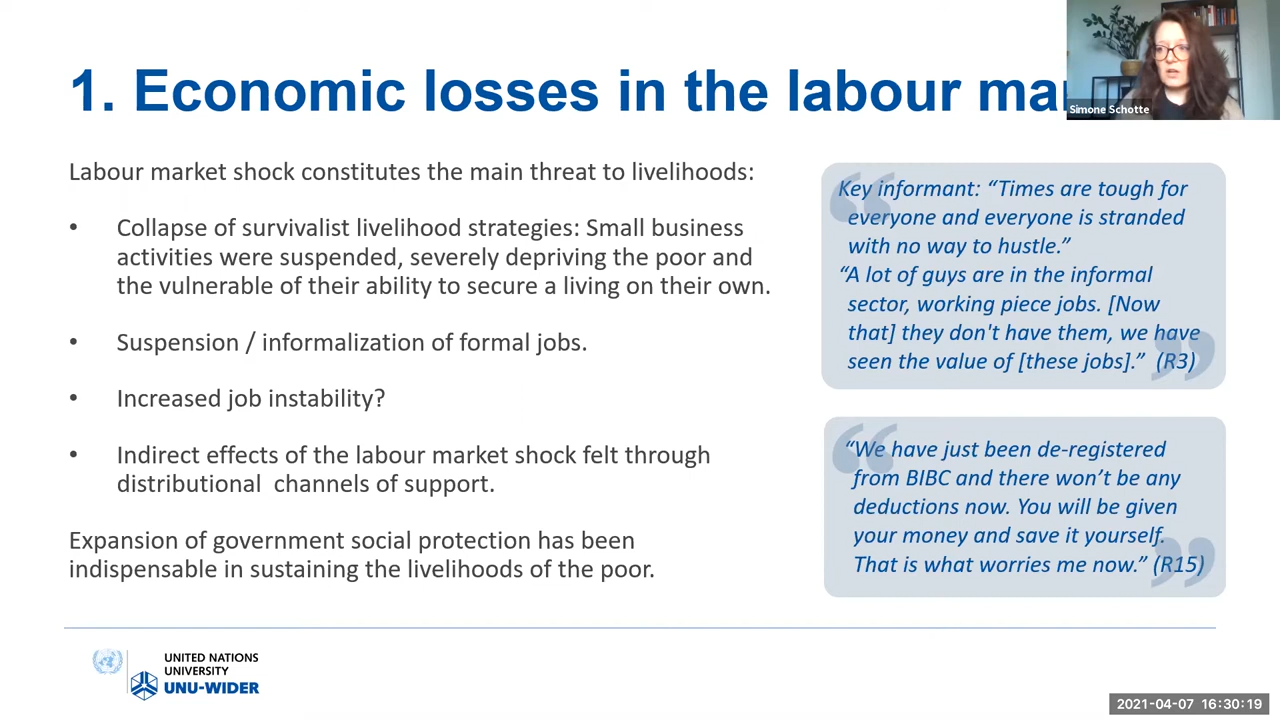 1. Economic losses in the labour ma
Simone Schotte
Labour market shock constitutes the main threat to livelihoods:
• Collapse of survivalist livelihood strategies: Small business
activities were suspended, severely depriving the poor and
the vulnerable of their ability to secure a living on their own.
• Suspension / informalization of formal jobs.
• Increased job instability?
• Indirect effects of the labour market shock felt through
distributional channels of support.
Expansion of government social protection has been
indispensable in sustaining the livelihoods of the poor.
Key informant: “Times are tough for
everyone and everyone is stranded
with no way to hustle.”
“A lot of guys are in the informal
sector, working piece jobs. [Now
that] they don't have them, we have
seen the value of [these jobs].” (R3)
“We have just been de-registered
from BIBC and there won’t be any
deductions now. You will be given
your money and save it yourself.
That is what worries me now.” (R15)
UNITED NATIONS
UNIVERSITY
UNU-WIDER
2021-04-07 16:30:19